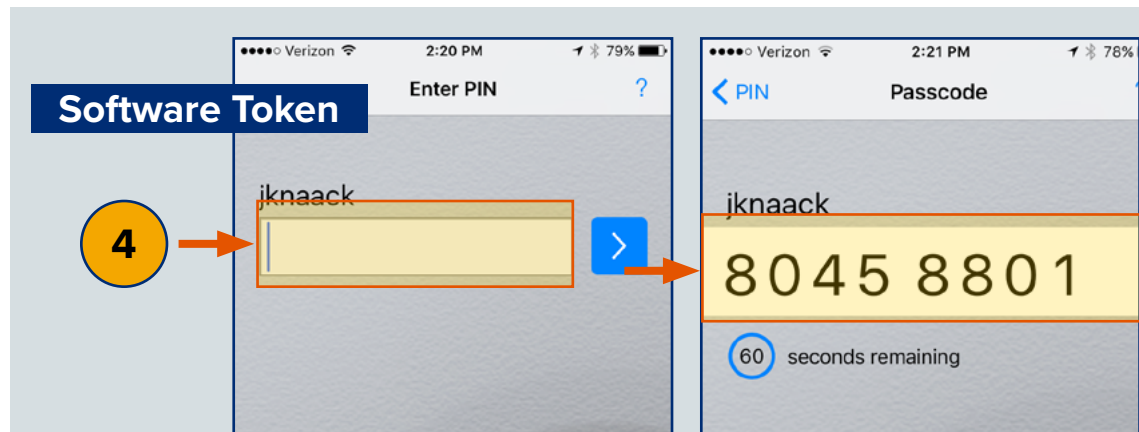 Verizon 2:20 PM 79%
Enter PIN ?
Software Token
jknaack
4
Verizon 2:21 PM 78%
PIN Passcode
jknaack
8045 8801
60 seconds remaining